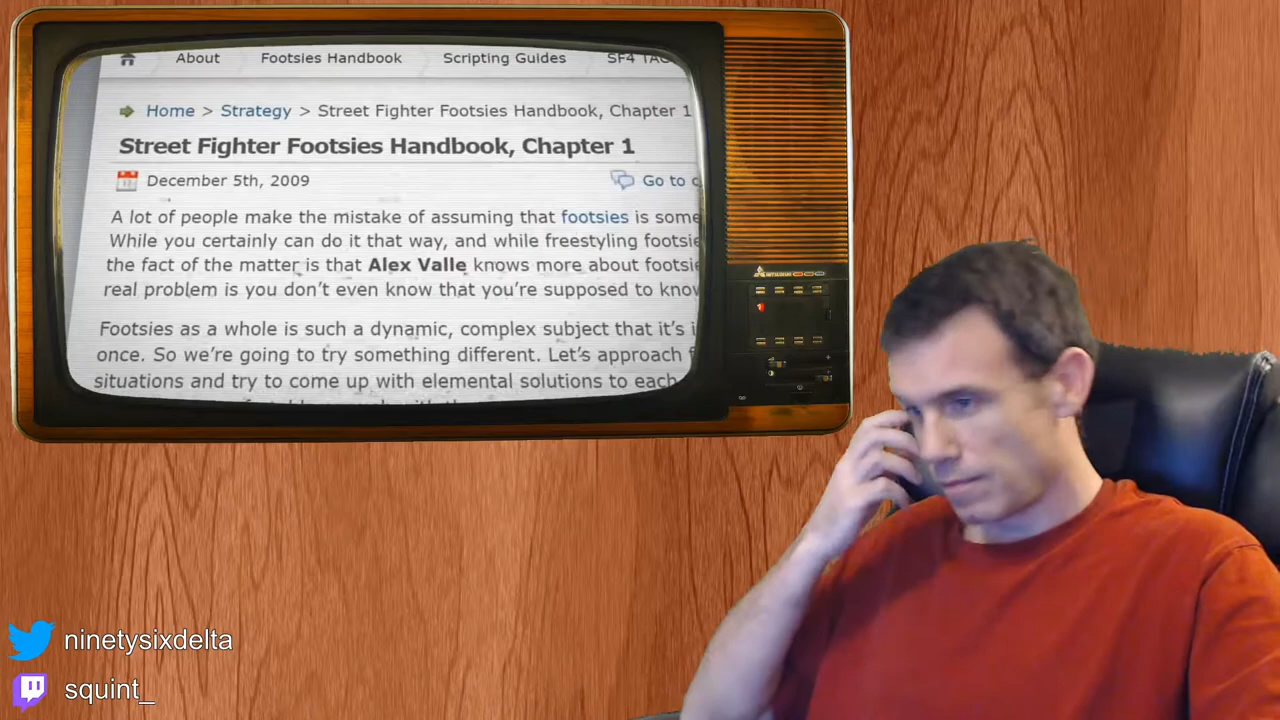 About Footsies Handbook Scripting Guides SF4
Home > Strategy > Street Fighter Footsies Handbook, Chapter 1
Street Fighter Footsies Handbook, Chapter 1
December 5th, 2009 Go to
A lot of people make the mistake of assuming that footsies is some
While you certainly can do it that way, and while freestyling footsie
the fact of the matter is that Alex Valle knows more about footsie
real problem is you don't even know that you're supposed to know
Footsies as a whole is such a dynamic, complex subject that it's i
once. So we're going to try something different. Let's approach
situations and try to come up with elemental solutions to each
ninetysixdelta
squint_